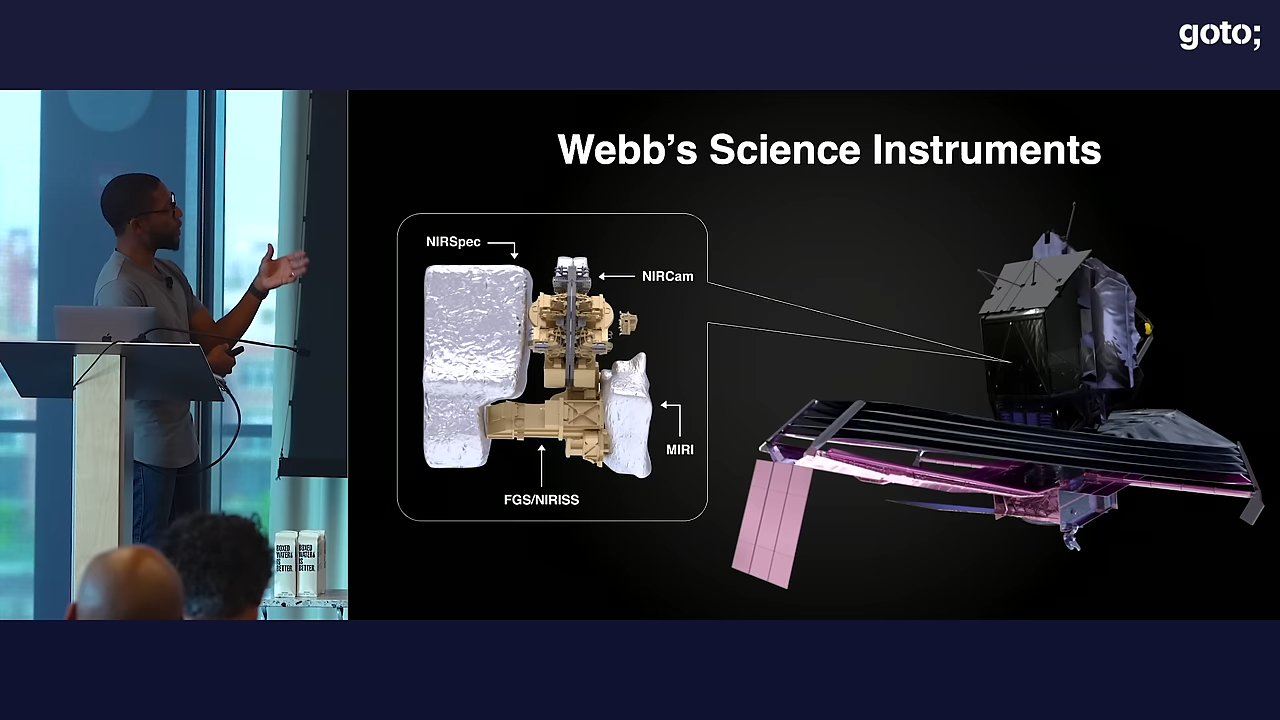 goto;
Webb's Science Instruments
NIRSpec
NIRCam
MIRI
FGS/NIRISS
BOXED WATER IS BETTER.
BOXED WATER IS BETTER.